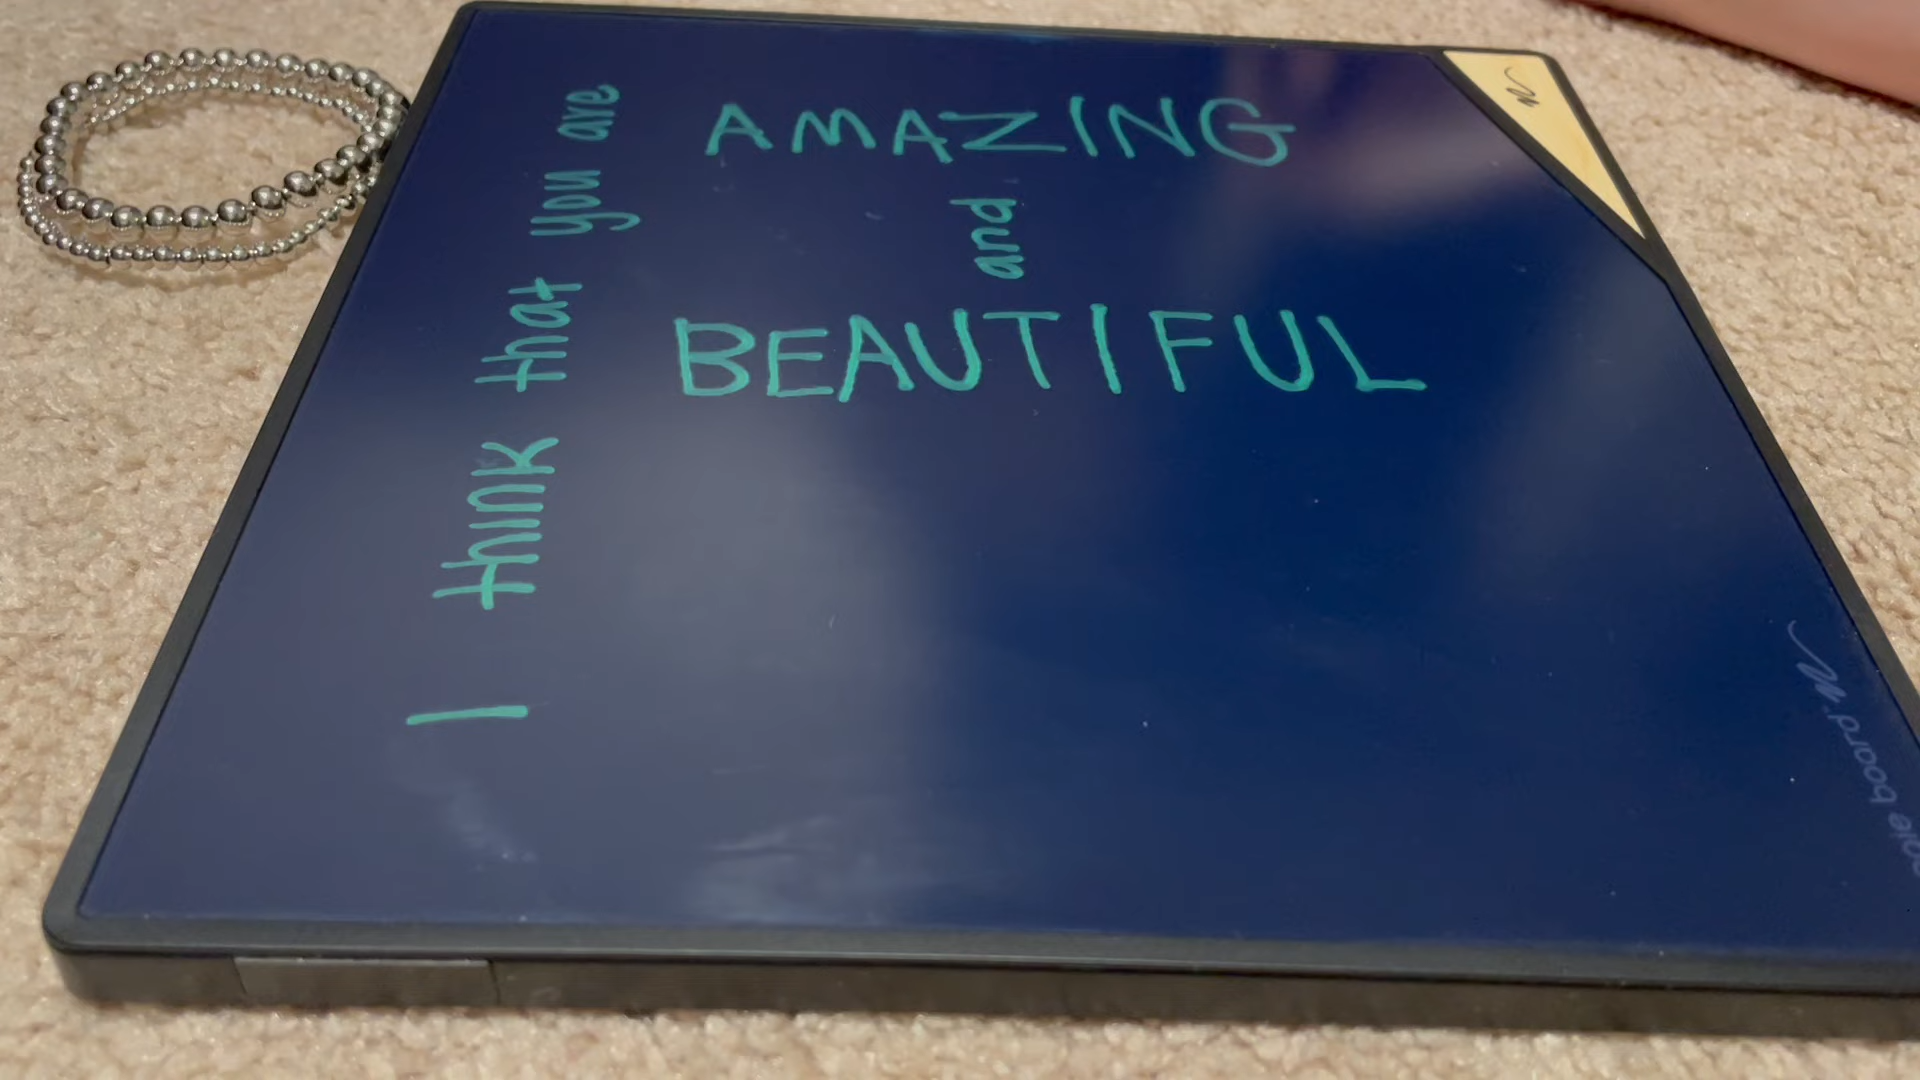 I think that you are
AMAZING
and
BEAUTIFUL
board